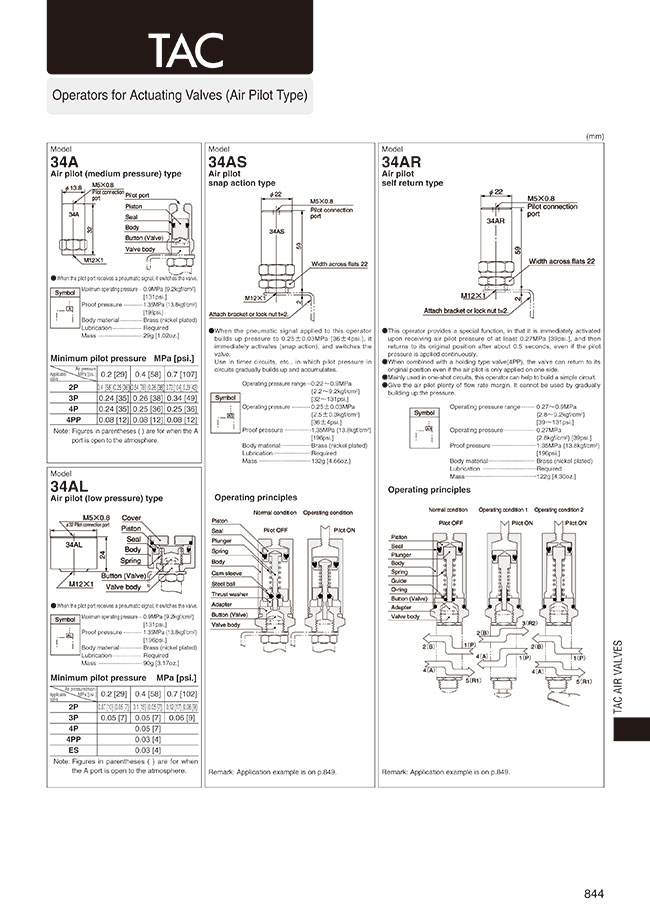 TAC
Operators for Actuating Valves (Air Pilot Type)
(mm)
Model
34A
Air pilot (medium pressure) type
φ13.8
M5×0.8
Pilot connection
port
34A
32
M12×1
Pilot port
Piston
Seal
Body
Button (Valve)
Valve body
●When the pilot port receives a pneumatic signal, it switches the valve.
Symbol
Maximum operating pressure 0.9MPa [9.2kgf/cm²]
[131psi.]
Proof pressure 1.35MPa [13.8kgf/cm²]
[196psi.]
Body material Brass (nickel plated)
Lubrication Required
Mass 29g [1.02oz.]
Minimum pilot pressure MPa [psi.]
Air pressure
MPa [psi.]
Applicable
valve
0.2 [29] 0.4 [58] 0.7 [107]
2P
3P 0.24 [35] 0.26 [38] 0.34 [49]
4P 0.24 [35] 0.25 [36] 0.25 [36]
4PP 0.08 [12] 0.08 [12] 0.08 [12]
Note: Figures in parentheses ( ) are for when the A
port is open to the atmosphere.
Model
34AL
Air pilot (low pressure) type
M5×0.8
φ32 Pilot connection port
34AL
24
M12×1
Cover
Piston
Seal
Body
Spring
Button (Valve)
Valve body
●When the pilot port receives a pneumatic signal, it switches the valve.
Symbol
Maximum operating pressure 0.9MPa [9.2kgf/cm²]
[131psi.]
Proof pressure 1.35MPa [13.8kgf/cm²]
[196psi.]
Body material Brass (nickel plated)
Lubrication Required
Mass 90g [3.17oz.]
Minimum pilot pressure MPa [psi.]
Applicable
valve
0.2 [29] 0.4 [58] 0.7 [102]
2P
3P 0.05 [7] 0.05 [7] 0.06 [9]
4P 0.05 [7]
4PP 0.03 [4]
ES 0.03 [4]
Note: Figures in parentheses ( ) are for when
the A port is open to the atmosphere.
Model
34AS
Air pilot
snap action type
φ22
M5×0.8
Pilot connection
port
34AS
59
Width across flats 22
M12×1
2
Attach bracket or lock nut t=2.
●When the pneumatic signal applied to this operator
builds up pressure to 0.25±0.03MPa [36±4psi.], it
immediately activates (snap action), and switches the
valve.
Use in timer circuits, etc., in which pilot pressure in
circuits gradually builds up and accumulates.
Symbol
Operating pressure range 0.22～0.9MPa
[2.2～9.2kgf/cm²]
[32～131psi.]
Operating pressure 0.25±0.03MPa
[2.5±0.3kgf/cm²]
[36±4psi.]
Proof pressure 1.35MPa [13.8kgf/cm²]
[196psi.]
Body material Brass (nickel plated)
Lubrication Required
Mass 132g [4.66oz.]
Operating principles
Normal condition Operating condition
Pilot OFF Pilot ON
Piston
Seal
Plunger
Spring
Body
Cam sleeve
Steel ball
Thrust washer
Adapter
Button (Valve)
Valve body
Remark: Application example is on p.849.
Model
34AR
Air pilot
self return type
φ22
M5×0.8
Pilot connection
port
34AR
59
Width across flats 22
M12×1
2
Attach bracket or lock nut t=2.
●This operator provides a special function, in that it is immediately activated
upon receiving air pilot pressure of at least 0.27MPa [39psi.], and then
returns to its original position after about 0.5 seconds, even if the pilot
pressure is applied continuously.
●When combined with a holding type valve(4PP), the valve can return to its
original position even if the air pilot is only applied on one side.
●Mainly used in one-shot circuits, this operator can help to build a simple circuit.
●Give the air pilot plenty of flow rate margin. It cannot be used by gradually
building up the pressure.
Symbol
Operating pressure range 0.27～0.9MPa
[2.8～9.2kgf/cm²]
[39～131psi.]
Operating pressure 0.27MPa
[2.8kgf/cm²] [39psi.]
Proof pressure 1.35MPa [13.8kgf/cm²]
[196psi.]
Body material Brass (nickel plated)
Lubrication Required
Mass 122g [4.30oz.]
Operating principles
Normal condition Operating condition 1 Operating condition 2
Pilot OFF Pilot ON Pilot ON
Piston
Seal
Plunger
Body
Spring
Guide
O-ring
Button (Valve)
Adapter
Valve body
3(R2)
2(B)
2(B) 1(P) 2(B)
4(A) 1(P) 1(P)
4(A) 4(A)
5(R1) 5(R1)
Remark: Application example is on p.849.
TAC AIR VALVES
844